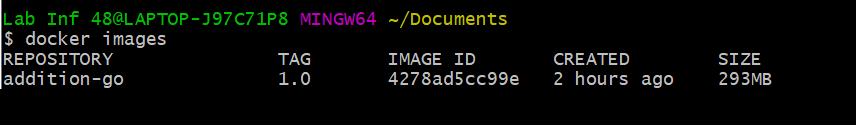 Lab Inf 48@LAPTOP-J97C71P8 MINGW64 ~/Documents
$ docker images
REPOSITORY TAG IMAGE ID CREATED SIZE
addition-go 1.0 4278ad5cc99e 2 hours ago 293MB